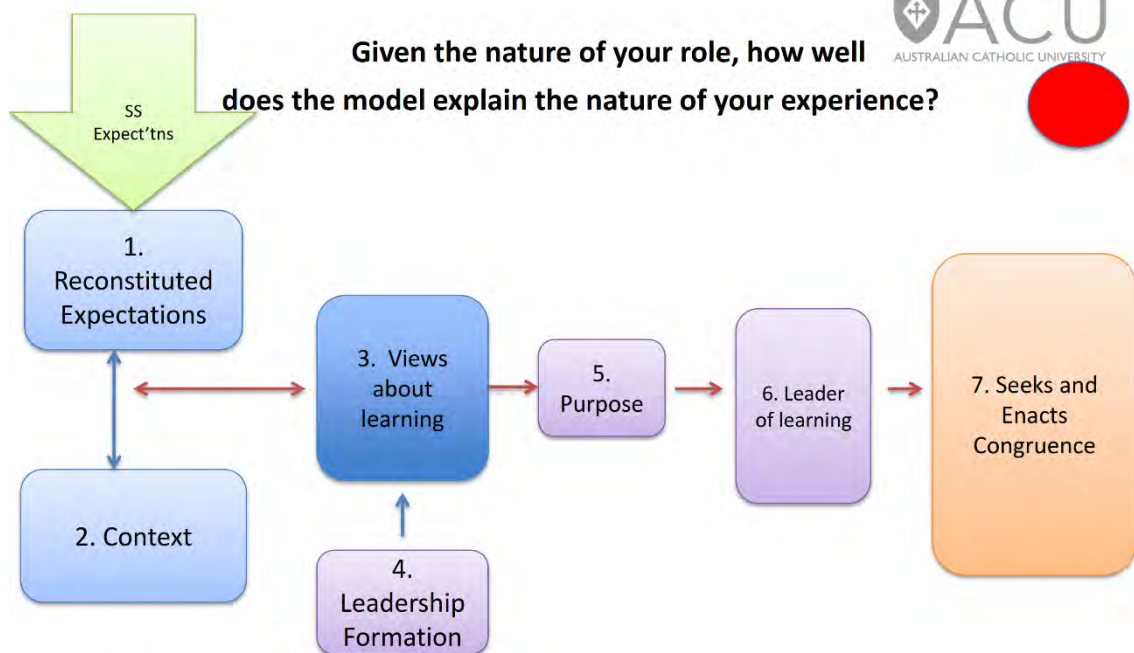 ACU
AUSTRALIAN CATHOLIC UNIVERSITY
Given the nature of your role, how well
does the model explain the nature of your experience?
SS
Expect'tns
1.
Reconstituted
Expectations
2. Context
3. Views
about
learning
4.
Leadership
Formation
5.
Purpose
6. Leader
of learning
7. Seeks and
Enacts
Congruence